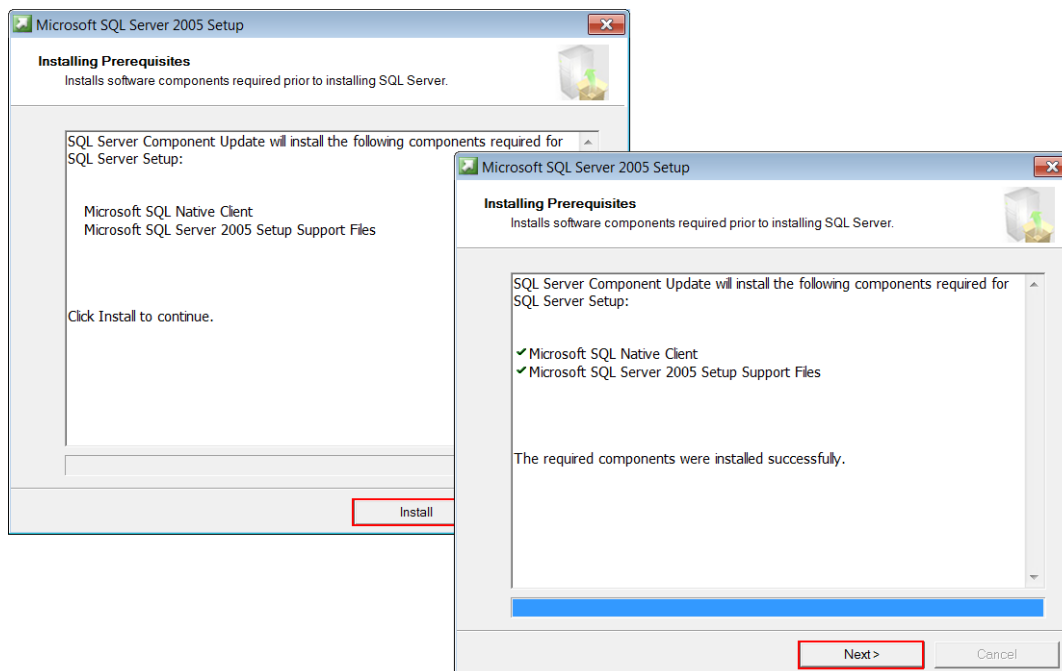 Microsoft SQL Server 2005 Setup
Installing Prerequisites
Installs software components required prior to installing SQL Server.
SQL Server Component Update will install the following components required for
SQL Server Setup:
Microsoft SQL Native Client
Microsoft SQL Server 2005 Setup Support Files
Click Install to continue.
Install
Microsoft SQL Server 2005 Setup
Installing Prerequisites
Installs software components required prior to installing SQL Server.
SQL Server Component Update will install the following components required for
SQL Server Setup:
✓ Microsoft SQL Native Client
✓ Microsoft SQL Server 2005 Setup Support Files
The required components were installed successfully.
Next >
Cancel